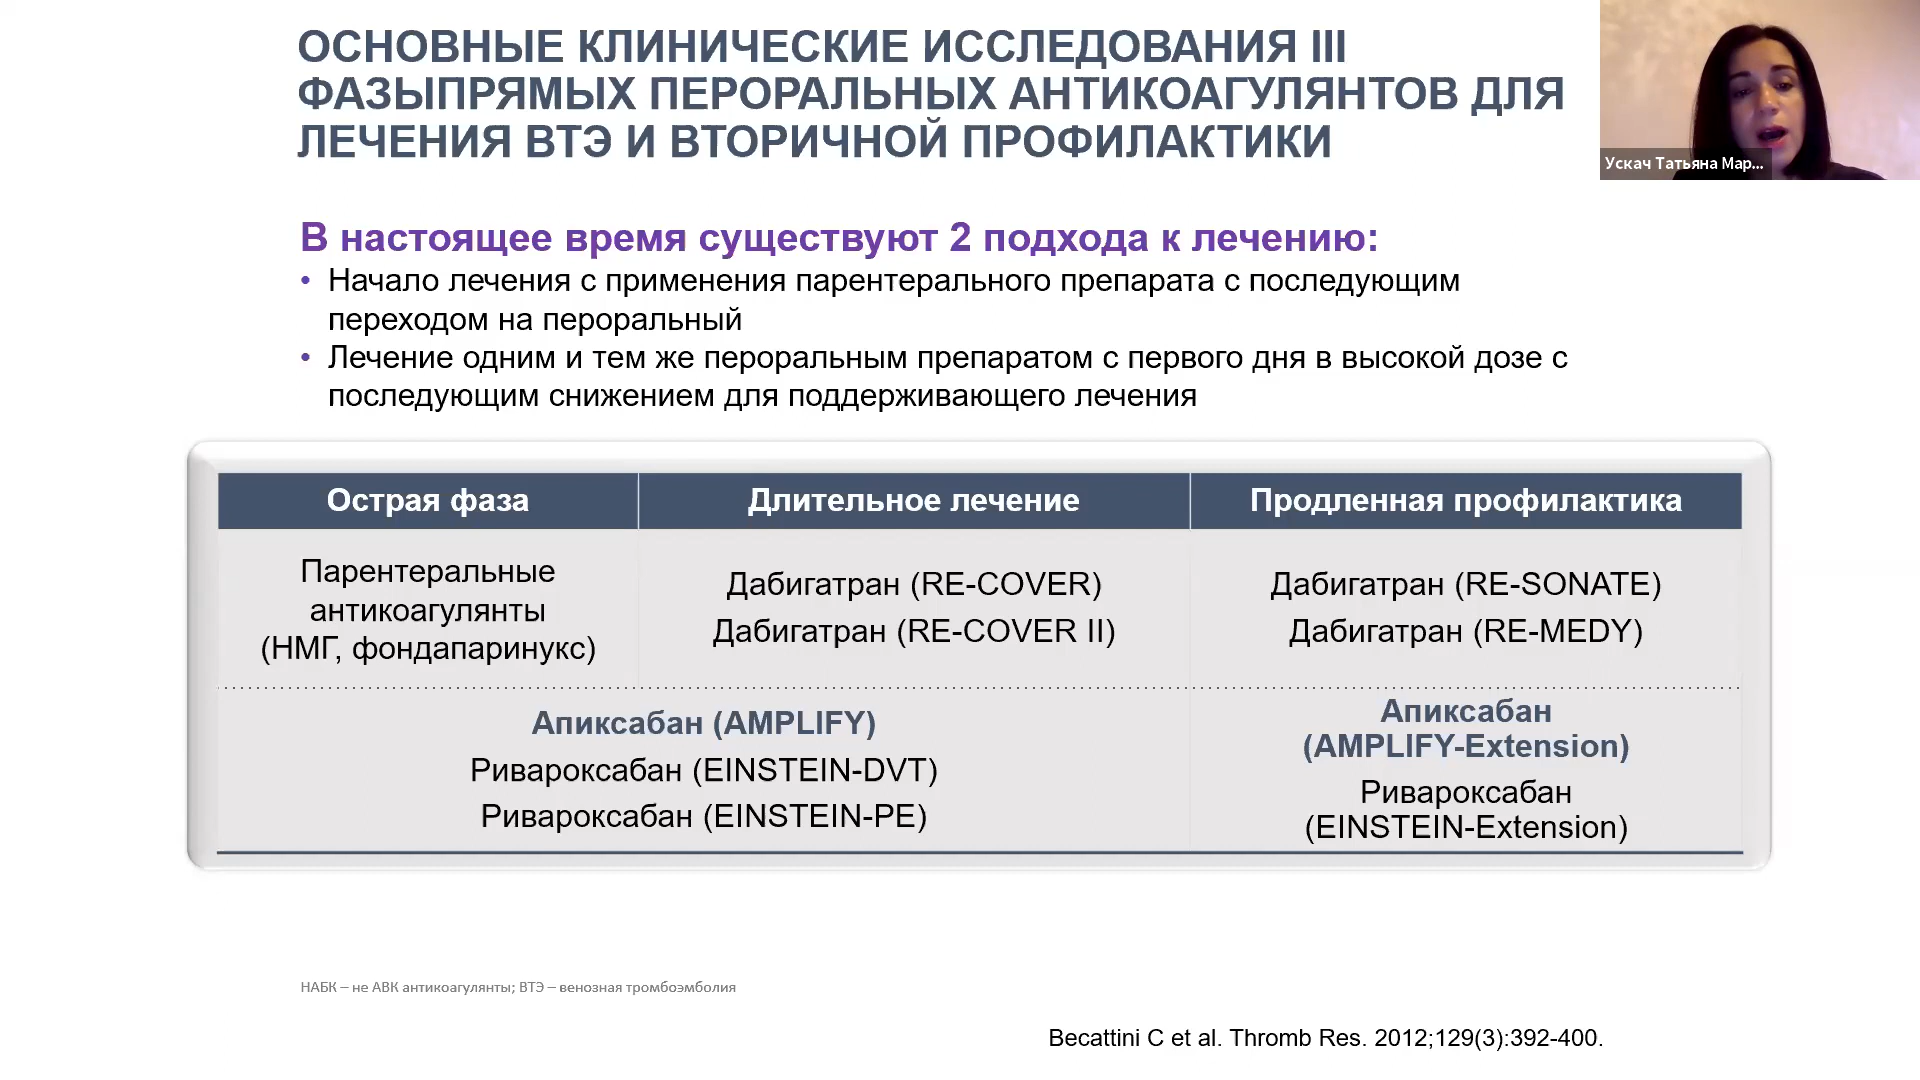 ОСНОВНЫЕ КЛИНИЧЕСКИЕ ИССЛЕДОВАНИЯ III
ФАЗЫПРЯМЫХ ПЕРОРАЛЬНЫХ АНТИКОАГУЛЯНТОВ ДЛЯ
ЛЕЧЕНИЯ ВТЭ И ВТОРИЧНОЙ ПРОФИЛАКТИКИ
Ускач Татьяна Мар...
В настоящее время существуют 2 подхода к лечению:
• Начало лечения с применения парентерального препарата с последующим
переходом на пероральный
• Лечение одним и тем же пероральным препаратом с первого дня в высокой дозе с
последующим снижением для поддерживающего лечения
Острая фаза
Длительное лечение
Продленная профилактика
Парентеральные
антикоагулянты
(НМГ, фондапаринукс)
Дабигатран (RE-COVER)
Дабигатран (RE-COVER II)
Дабигатран (RE-SONATE)
Дабигатран (RE-MEDY)
Апиксабан (AMPLIFY)
Ривароксабан (EINSTEIN-DVT)
Ривароксабан (EINSTEIN-PE)
Апиксабан
(AMPLIFY-Extension)
Ривароксабан
(EINSTEIN-Extension)
НАБК – не АВК антикоагулянты; ВТЭ – венозная тромбоэмболия
Becattini C et al. Thromb Res. 2012;129(3):392-400.